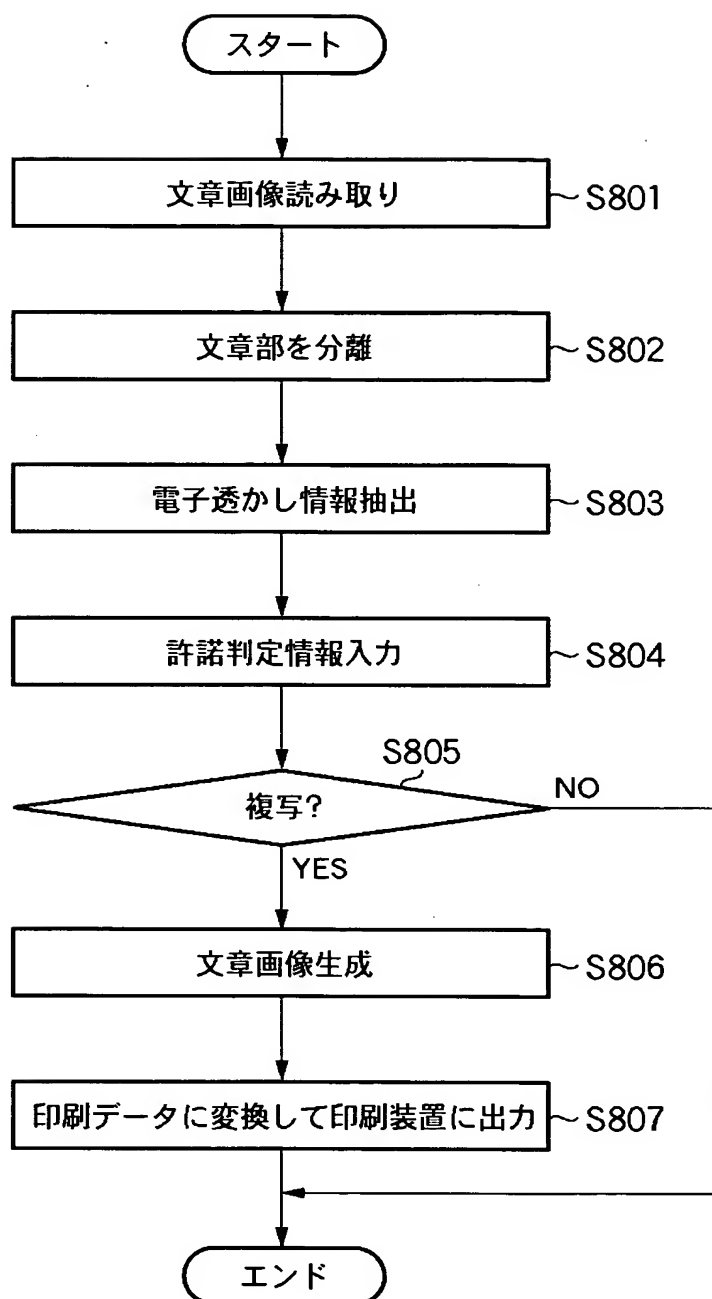 スタート
文章画像読み取り ~S801
文章部を分離 ~S802
電子透かし情報抽出 ~S803
許諾判定情報入力 ~S804
S805
複写? NO
YES
文章画像生成 ~S806
印刷データに変換して印刷装置に出力 ~S807
エンド